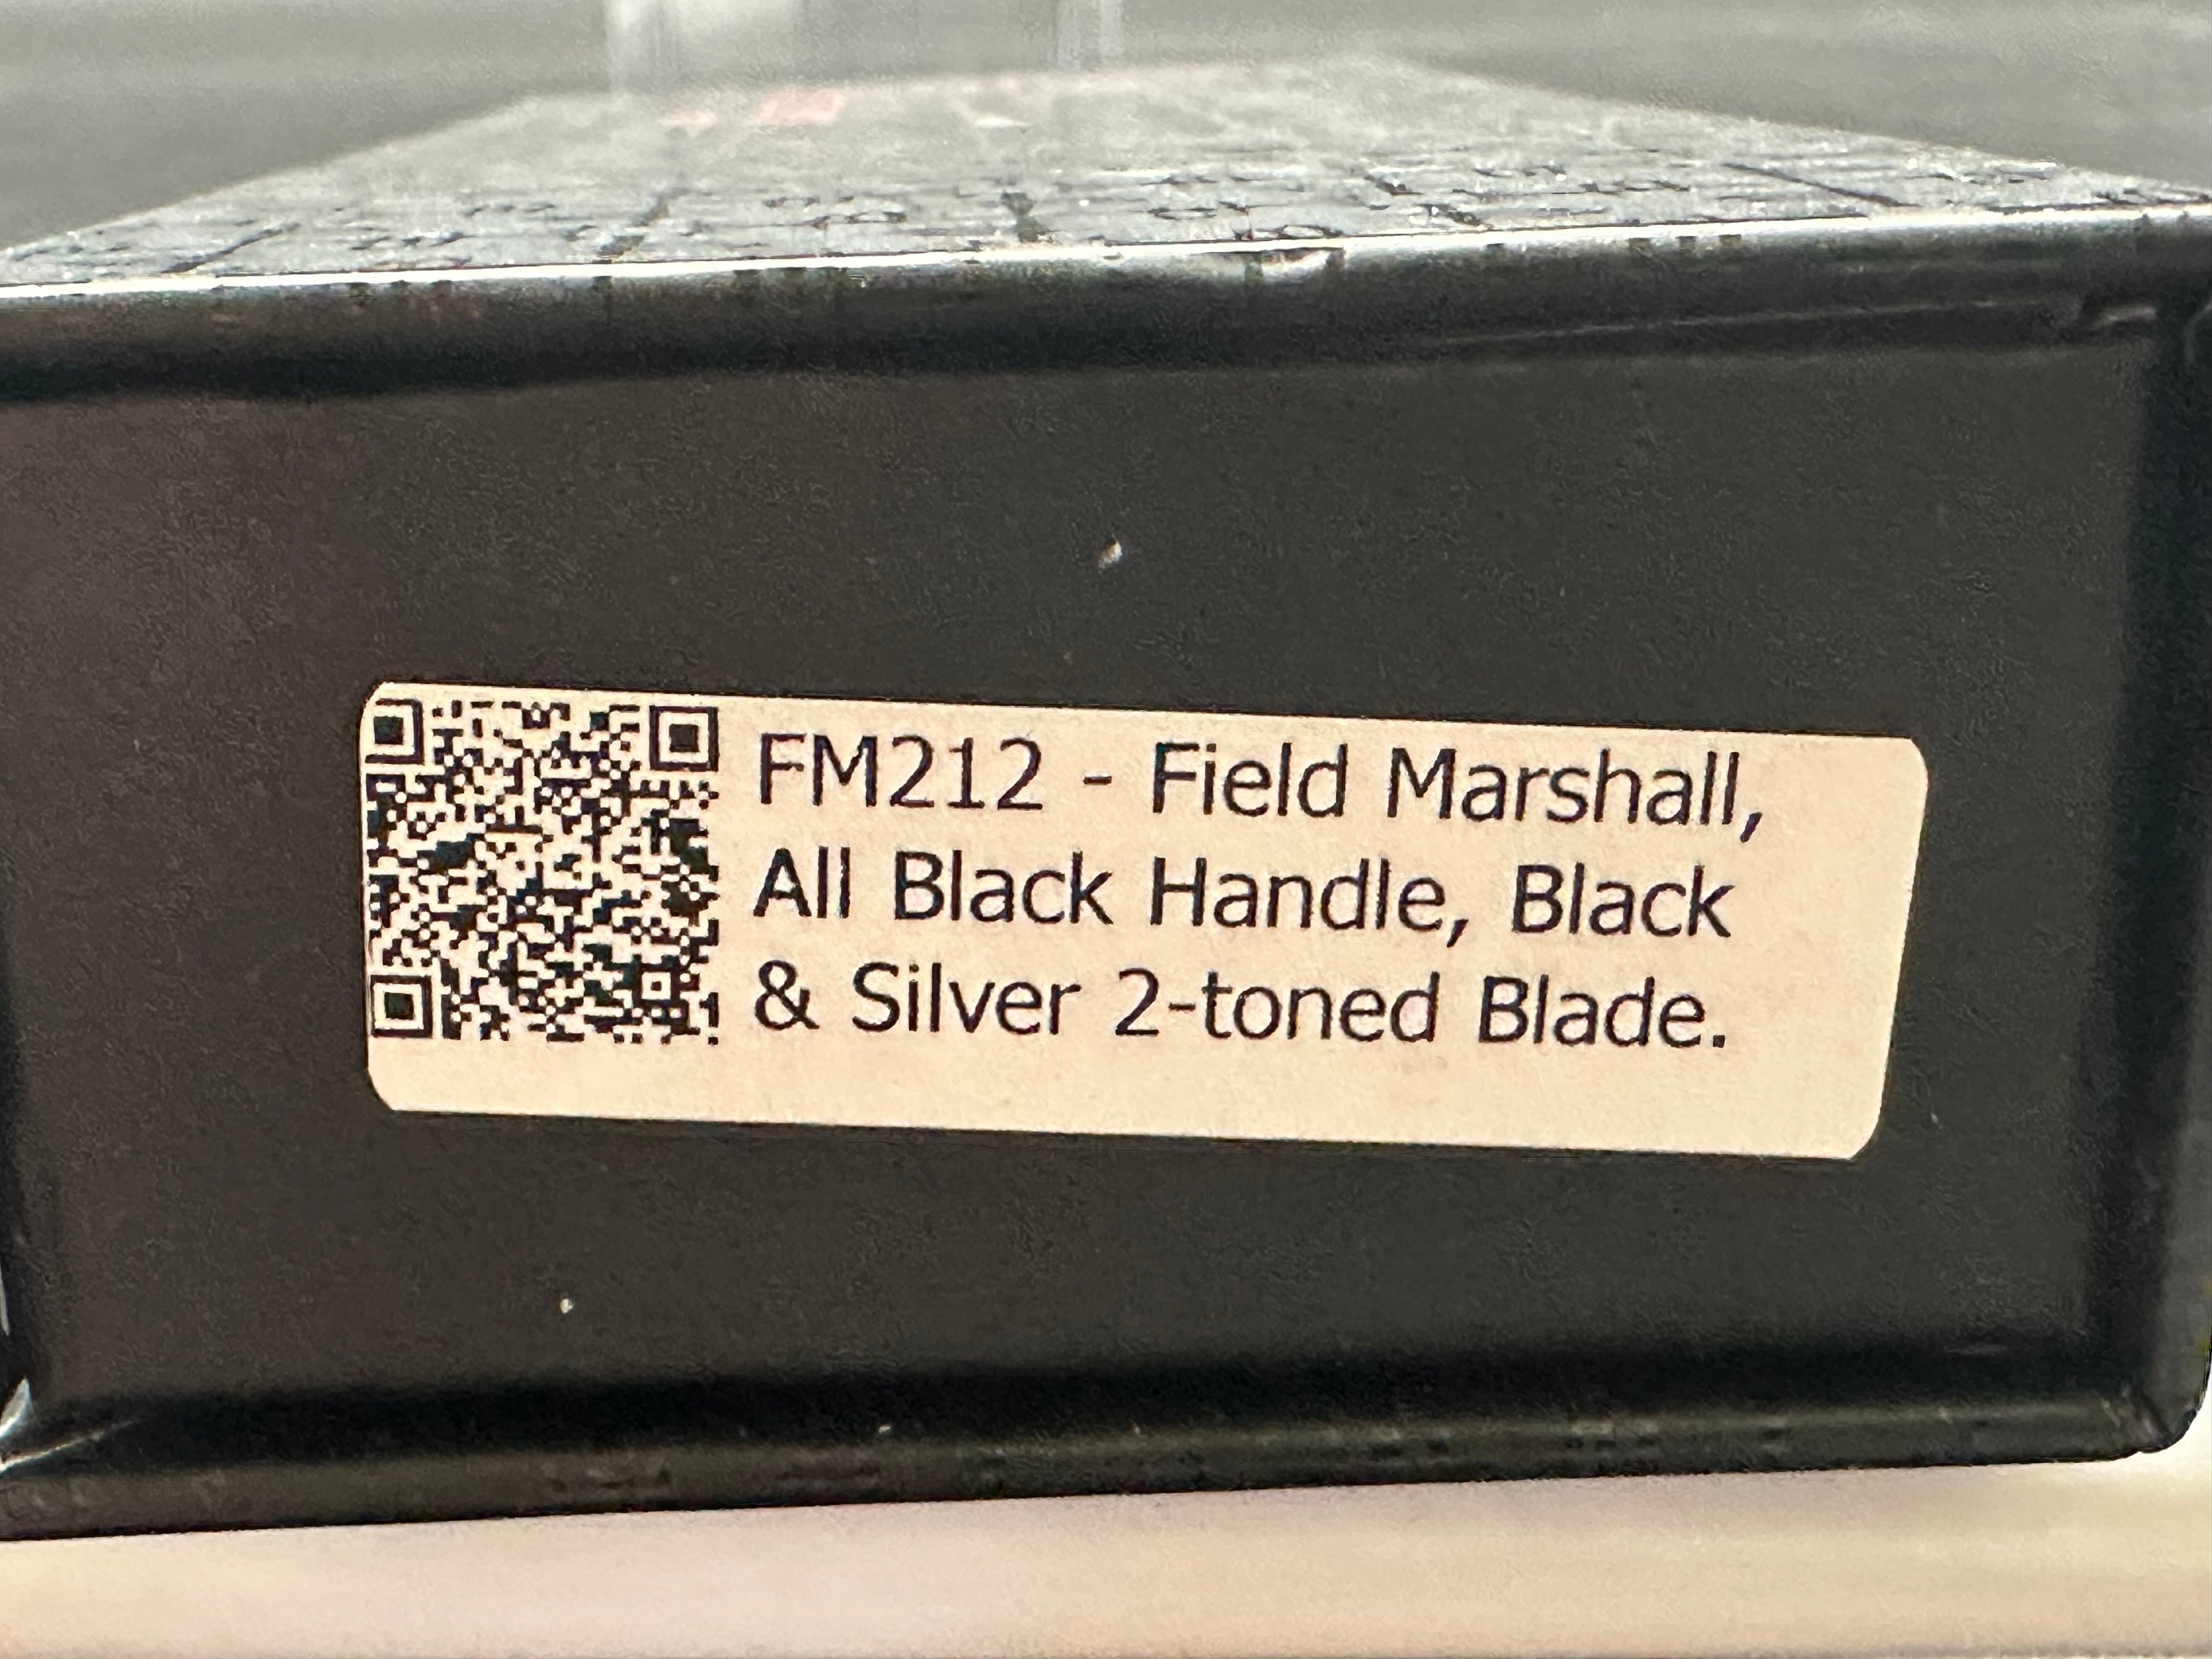 FM212 - Field Marshall,
All Black Handle, Black
& Silver 2-toned Blade.